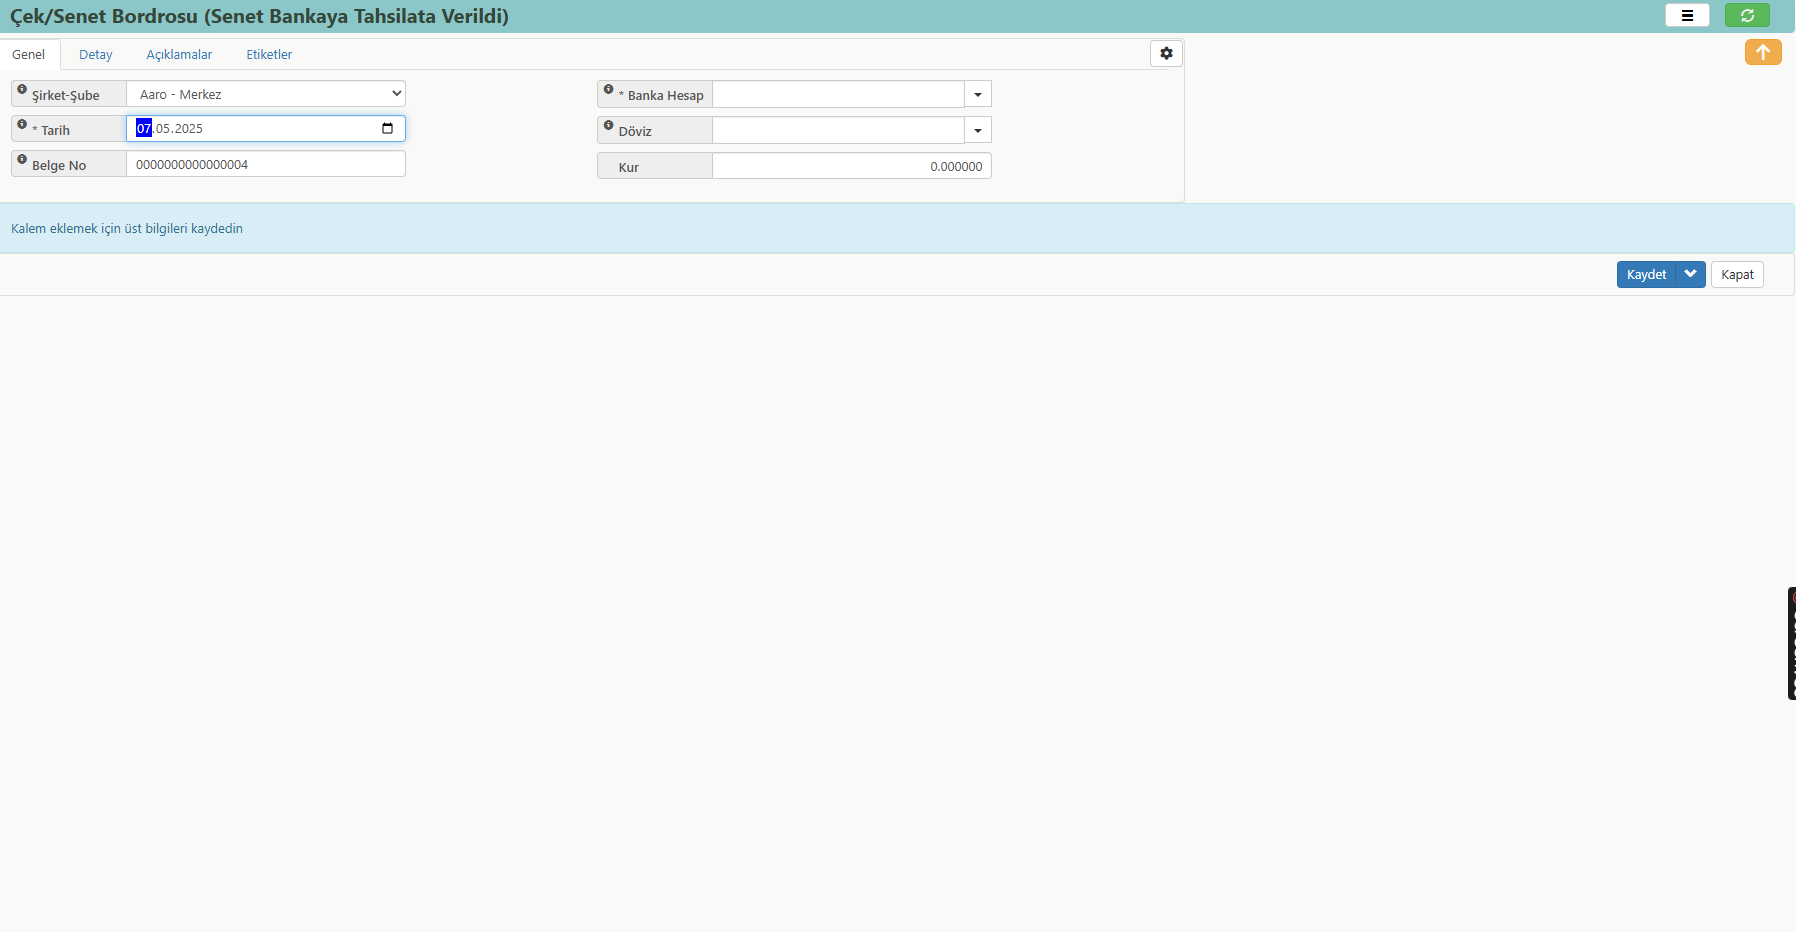 Çek/Senet Bordrosu (Senet Bankaya Tahsilata Verildi)
Genel Detay Açıklamalar Etiketler
Şirket-Şube Aaro - Merkez
* Tarih 07.05.2025
Belge No 0000000000000004
* Banka Hesap
Döviz
Kur 0.000000
Kalem eklemek için üst bilgileri kaydedin
Kaydet Kapat